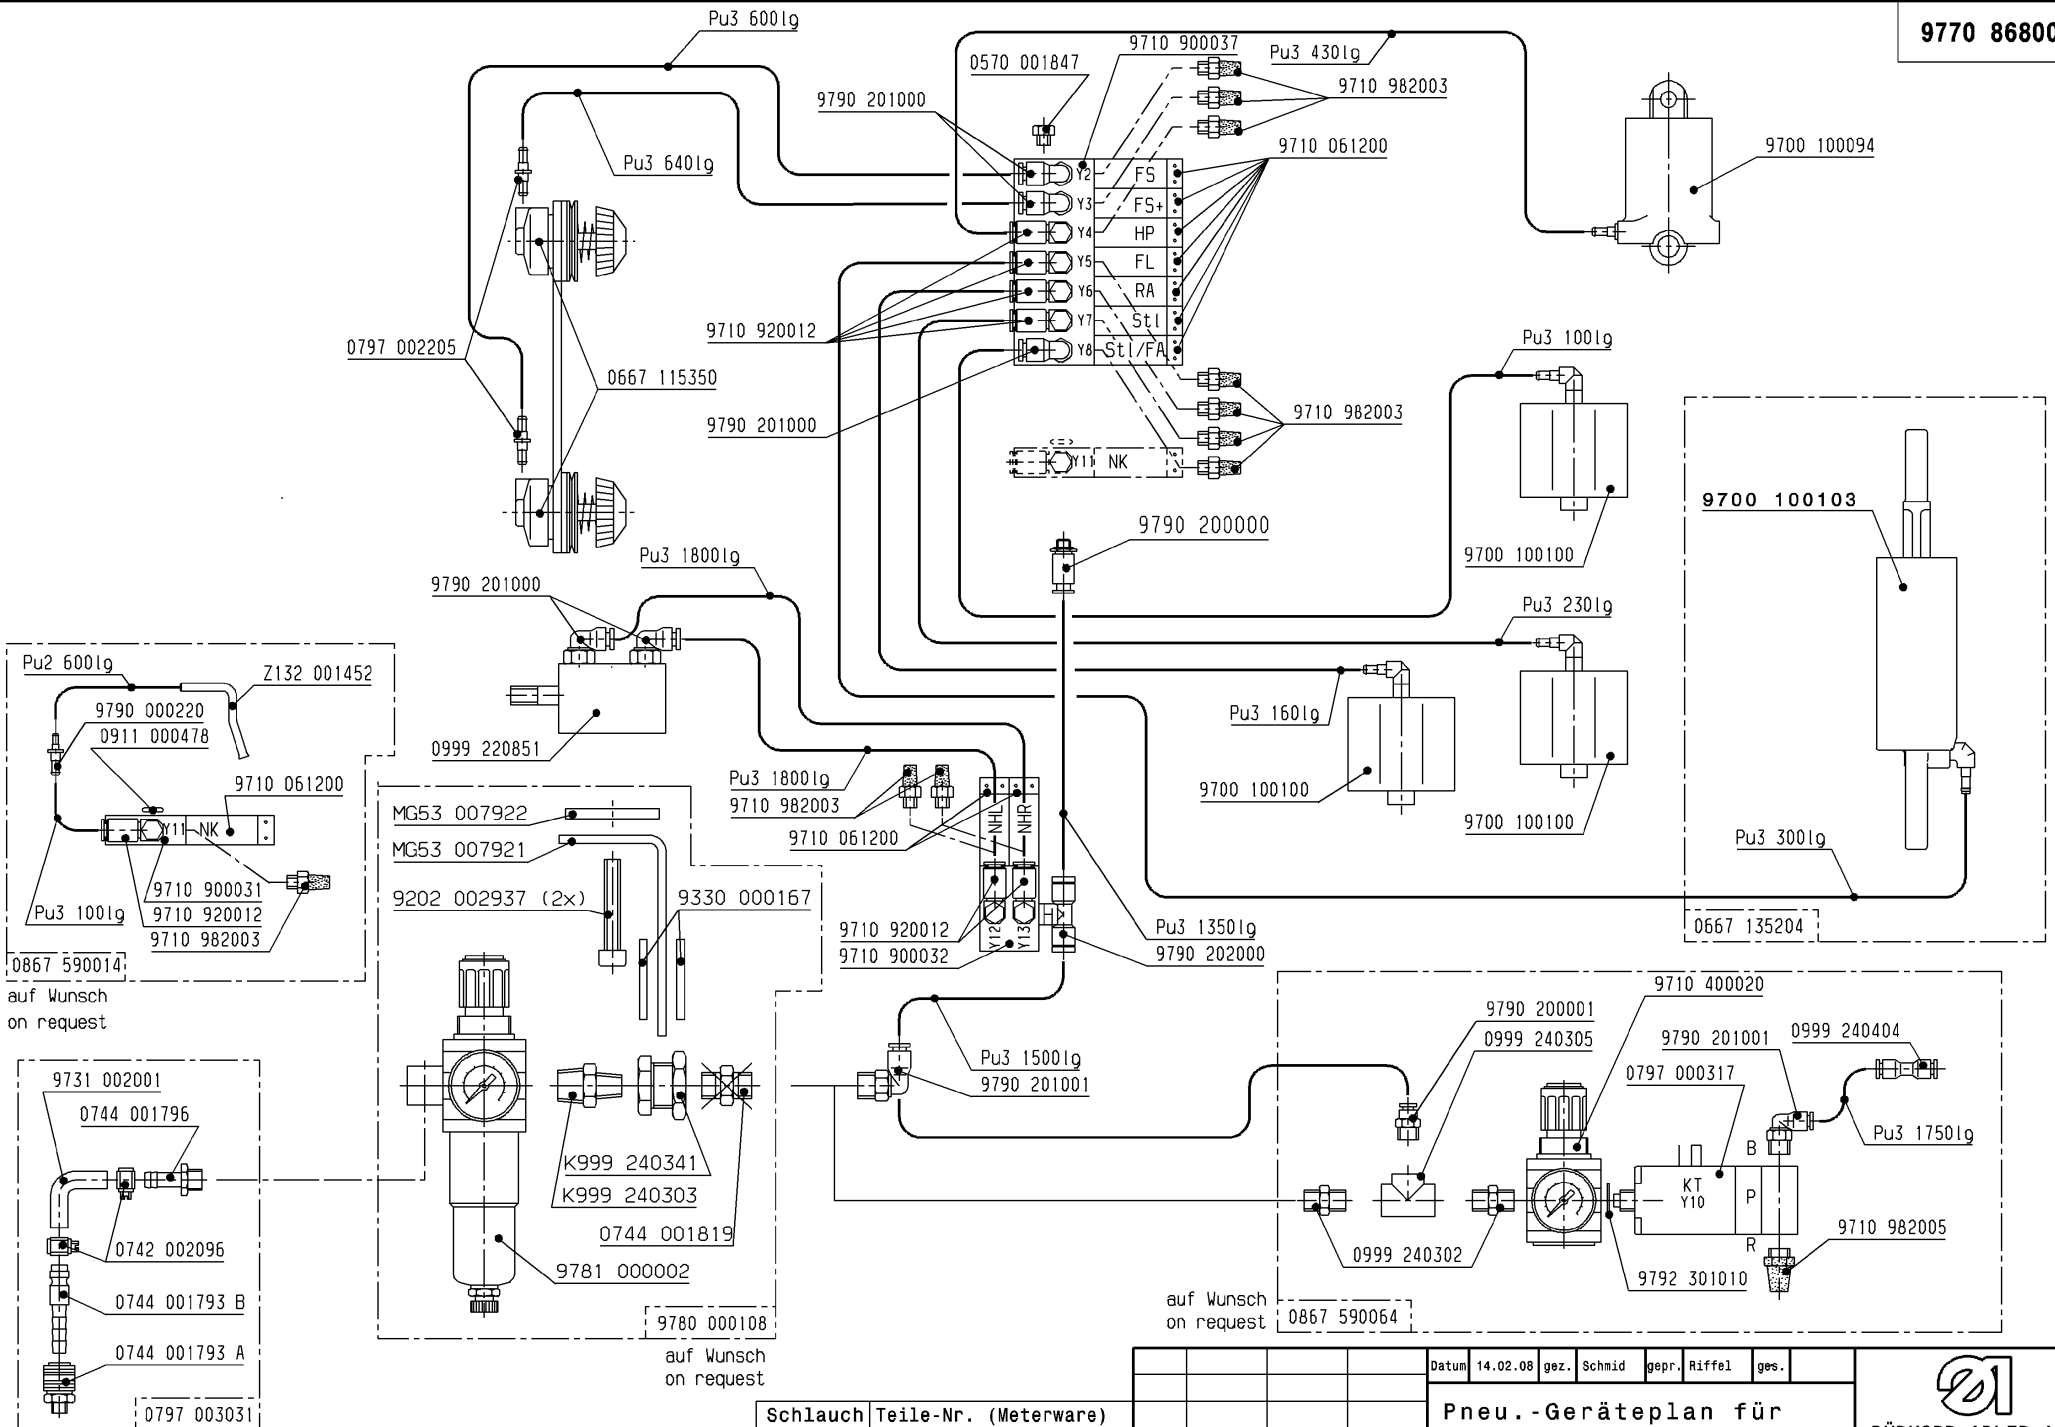 Pu3 600lg
9770 86800
9710 900037
Pu3 430lg
0570 001847
9710 982003
9790 201000
Pu3 640lg
9710 061200
9700 100094
Y2 FS
Y3 FS+
Y4 HP
Y5 FL
Y6 RA
Y7 Stl
Y8 Stl/FA
9710 920012
0797 002205
0667 115350
9790 201000
9710 982003
Y11 NK
Pu3 100lg
9700 100103
9790 200000
9700 100100
Pu3 1800lg
9790 201000
Pu3 230lg
Pu2 600lg
Z132 001452
9790 000220
0911 000478
9710 061200
Y11 NK
9710 900031
Pu3 100lg
9710 920012
9710 982003
0867 590014
auf Wunsch
on request
0999 220851
Pu3 1800lg
9710 982003
9710 061200
NHL
NHR
Y12
Y13
9710 920012
9710 900032
Pu3 160lg
9700 100100
9700 100100
Pu3 300lg
0667 135204
Pu3 1350lg
9790 202000
MG53 007922
MG53 007921
9202 002937 (2x)
9330 000167
K999 240341
K999 240303
0744 001819
9781 000002
9780 000108
auf Wunsch
on request
Pu3 1500lg
9790 201001
9731 002001
0744 001796
0742 002096
0744 001793 B
0744 001793 A
0797 003031
9710 400020
9790 200001
0999 240305
9790 201001
0999 240404
0797 000317
Pu3 1750lg
B
KT
Y10
P
R
9710 982005
0999 240302
9792 301010
auf Wunsch
on request
0867 590064
Datum 14.02.08 gez. Schmid gepr. Riffel ges.
Schlauch Teile-Nr. (Meterware)
Pneu.-Geräteplan für